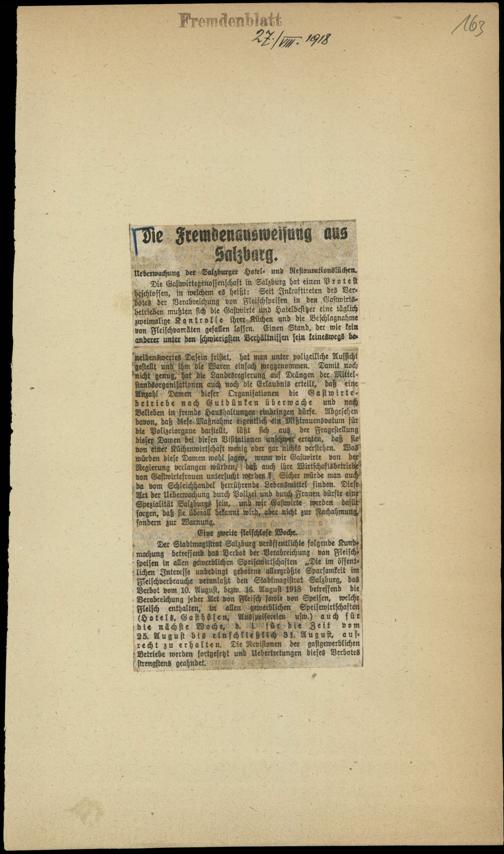 Fremdenblatt
27./VIII. 1918
163
Die Fremdenausweisung aus
Salzburg.
Ueberwachung der Salzburger Hotel- und Restaurationsküchen.
Die Gastwirtegenossenschaft in Salzburg hat einen Protest
beschlossen, in welchem es heißt: Seit Inkrafttreten des Ver-
botes der Verabreichung von Fleischspeisen in den Gastwirts-
betrieben mußten sich die Gastwirte und Hotelbesitzer eine täglich
zweimalige Kontrolle ihrer Küchen und die Beschlagnahme
von Fleischvorräten gefallen lassen. Einen Stand, der wie kein
anderer unter den schwierigsten Verhältnissen sein keineswegs be-
neidenswertes Dasein fristet, hat man unter polizeiliche Aufsicht
gestellt und ihm die Waren einfach weggenommen. Damit noch
nicht genug, hat die Landesregierung auf Drängen der Mittel-
standsorganisationen auch noch die Erlaubnis erteilt, daß eine
Anzahl Damen dieser Organisationen die Gastwirte-
betriebe nach Gutdünken überwache und nach
Belieben in fremde Haushaltungen eindringen dürfe. Abgesehen
davon, daß diese Maßnahme eigentlich ein Mißtrauensvotum für
die Polizeiorgane darstellt, läßt sich aus der Fragestellung
dieser Damen bei diesen Visitationen unschwer erraten, daß sie
von einer Küchenwirtschaft wenig oder gar nichts verstehen. Was
würden diese Damen wohl sagen, wenn wir Gastwirte von der
Regierung verlangen würden, daß auch ihre Wirtschaftsbetriebe
von Gastwirtefrauen untersucht werden? Sicher würde man auch
da vom Schleichhandel herrührende Lebensmittel finden. Diese
Art der Ueberwachung durch Polizei und durch Frauen dürfte eine
Spezialität Salzburgs sein, und wir Gastwirte werden dafür
sorgen, daß sie überall bekannt wird, aber nicht zur Nachahmung,
sondern zur Warnung.
Eine zweite fleischlose Woche.
Der Stadtmagistrat Salzburg veröffentlichte folgende Kund-
machung betreffend das Verbot der Verabreichung von Fleisch-
speisen in allen gewerblichen Speisewirtschaften „Die im öffent-
lichen Interesse unbedingt gebotene allergrößte Sparsamkeit im
Fleischverbrauche veranlaßt den Stadtmagistrat Salzburg, das
Verbot vom 10. August, bezw. 16. August 1918 betreffend die
Verabreichung jeder Art von Fleisch sowie von Speisen, welche
Fleisch enthalten, in allen gewerblichen Speisewirtschaften
(Hotels, Gasthöfen, Auszspeisereien usw.) auch für
die nächste Woche, d. i. für die Zeit vom
25. August bis einschließlich 31. August, auf-
recht zu erhalten. Die Revisionen der gastgewerblichen
Betriebe werden fortgesetzt und Uebertretungen dieses Verbotes
strengstens geahndet.